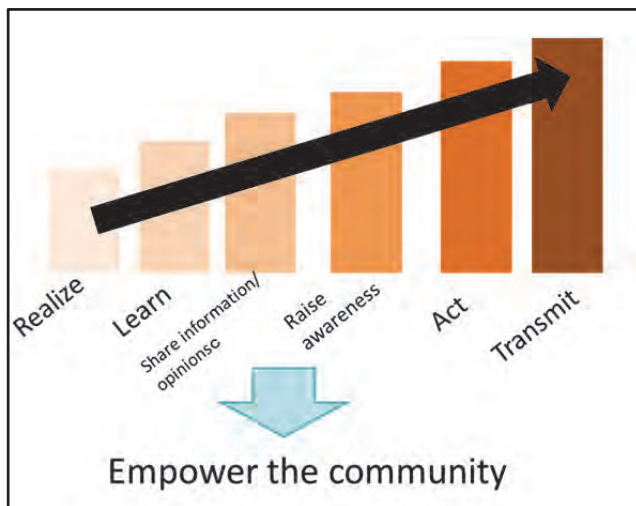 Realize
Learn
Share information/
opinionsc
Raise
awareness
Act
Transmit
Empower the community